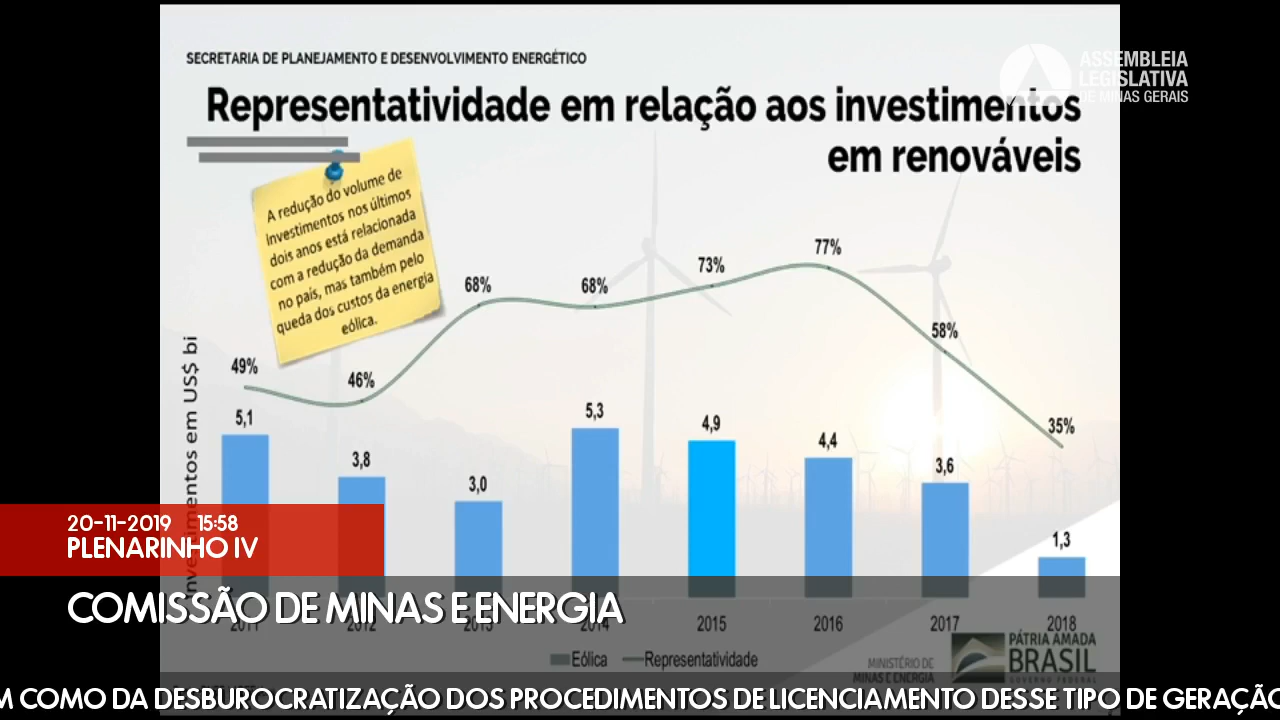 SECRETARIA DE PLANEJAMENTO E DESENVOLVIMENTO ENERGÉTICO
ASSEMBLEIA
LEGISLATIVA
DE MINAS GERAIS
Representatividade em relação aos investimentos
em renováveis
A redução do volume de
investimentos nos últimos
dois anos está relacionada
com a redução da demanda
no país, mas também pelo
queda dos custos da energia
eólica.
Investimentos em US$ bi
49%
46%
68%
68%
73%
77%
58%
35%
5,1
3,8
3,0
5,3
4,9
4,4
3,6
1,3
20-11-2019 15:58
PLENARINHO IV
COMISSÃO DE MINAS E ENERGIA
2011
2012
2013
2014
2015
2016
2017
2018
Eólica
Representatividade
MINISTÉRIO DE
MINAS E ENERGIA
PÁTRIA AMADA
BRASIL
GOVERNO FEDERAL
M COMO DA DESBUROCRATIZAÇÃO DOS PROCEDIMENTOS DE LICENCIAMENTO DESSE TIPO DE GERAÇÃO